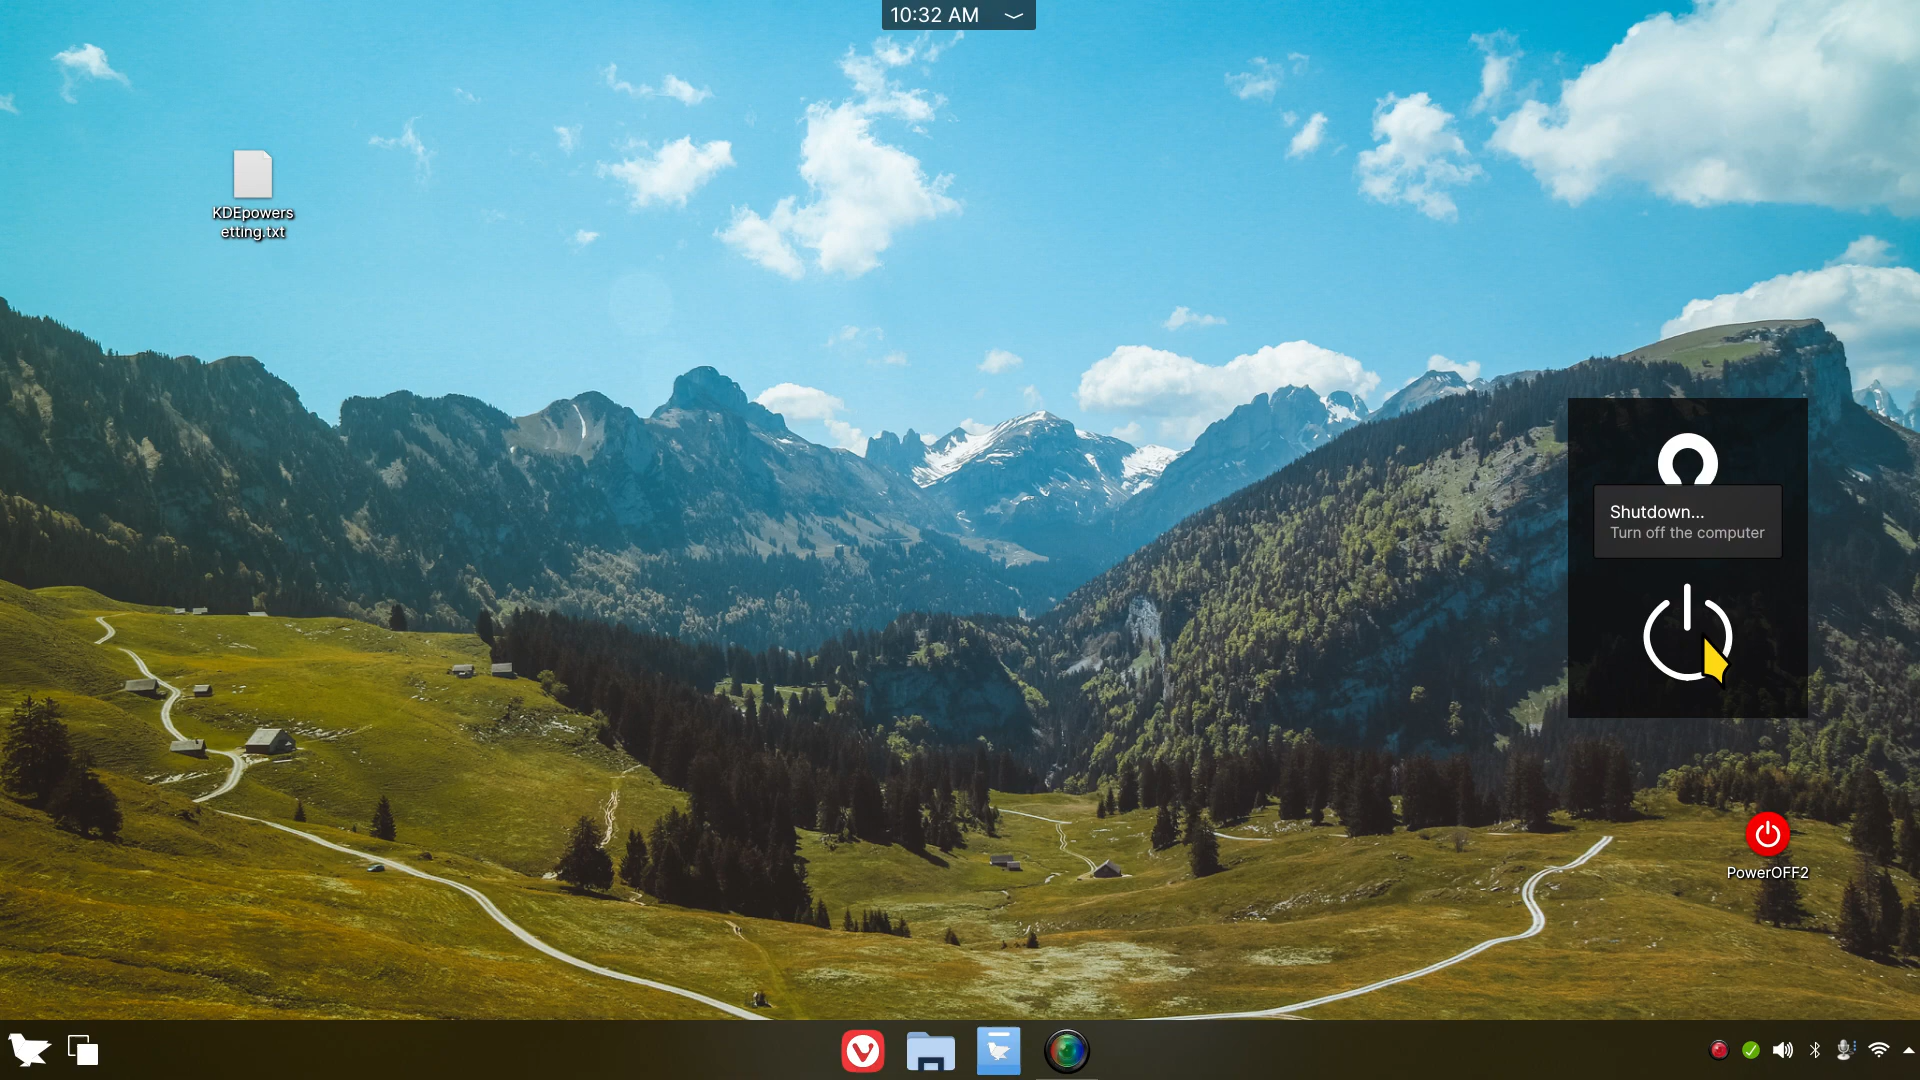 10:32 AM
KDEpowers
etting.txt
Shutdown...
Turn off the computer
PowerOFF2